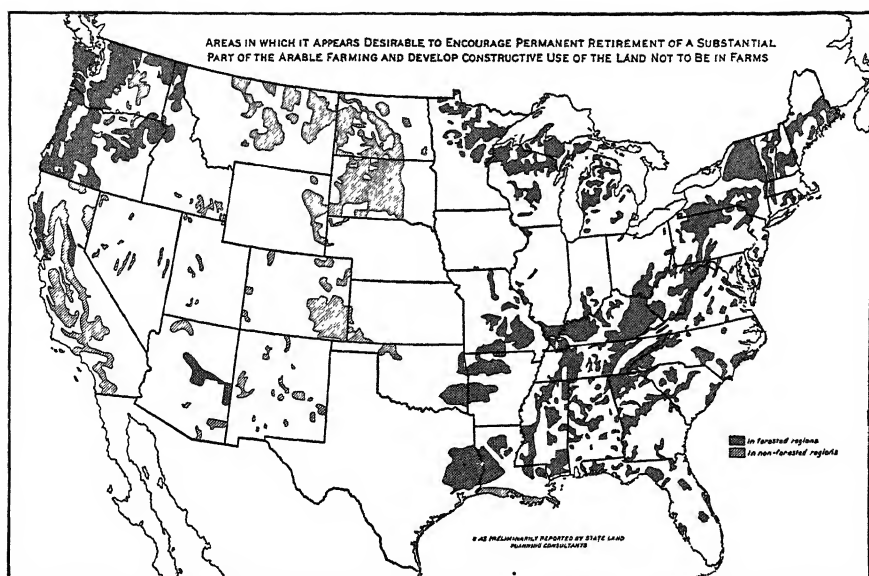 AREAS IN WHICH IT APPEARS DESIRABLE TO ENCOURAGE PERMANENT RETIREMENT OF A SUBSTANTIAL
PART OF THE ARABLE FARMING AND DEVELOP CONSTRUCTIVE USE OF THE LAND NOT TO BE IN FARMS
In forested regions
In non-forested regions
AS PRELIMINARILY REPORTED BY STATE LAND
PLANNING CONSULTANTS